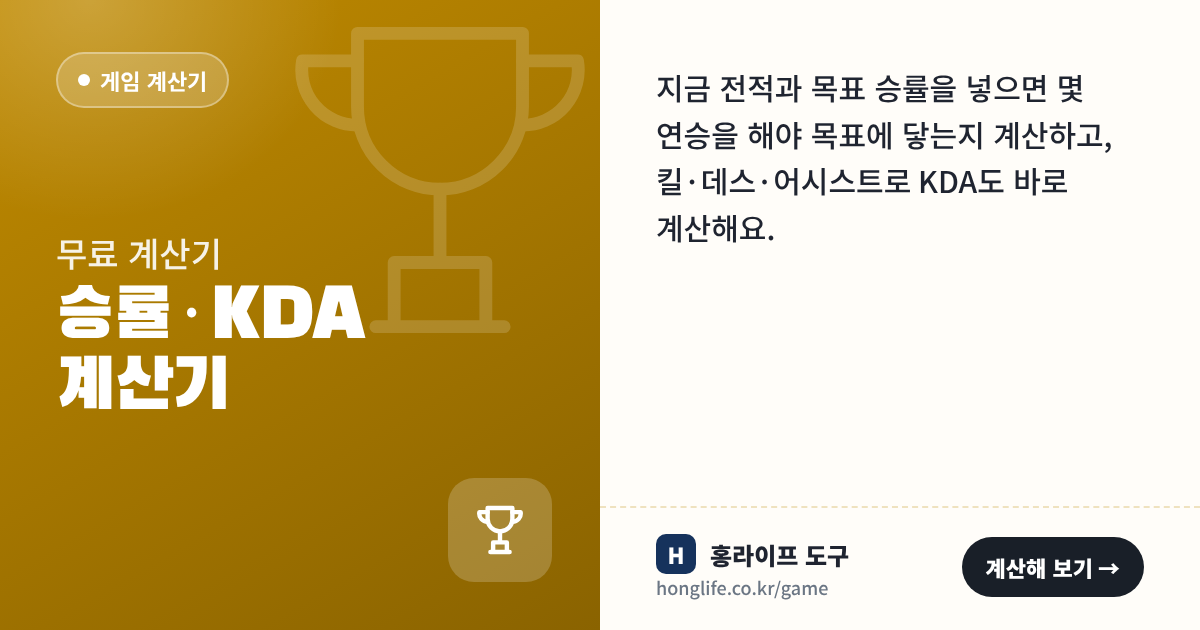 게임 계산기
무료 계산기
승률·KDA
계산기
지금 전적과 목표 승률을 넣으면 몇
연승을 해야 목표에 닿는지 계산하고,
킬·데스·어시스트로 KDA도 바로
계산해요.
H 홍라이프 도구
honglife.co.kr/game
계산해 보기 →